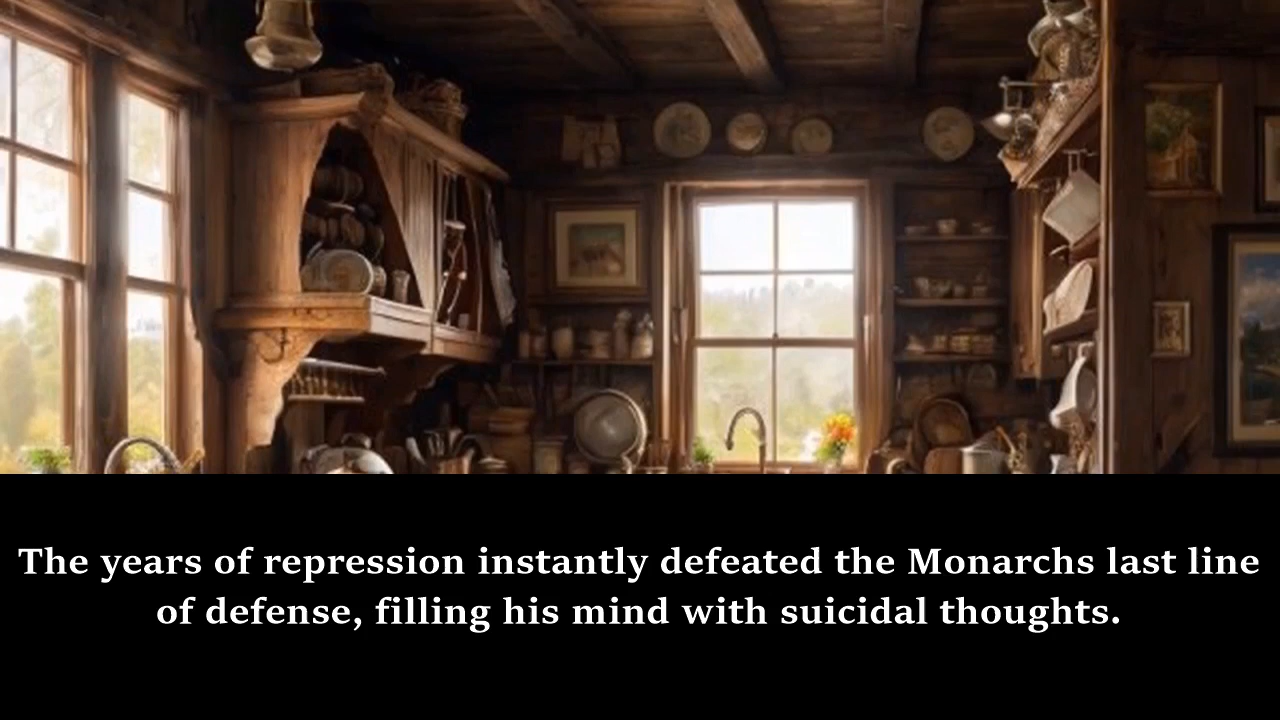 The years of repression instantly defeated the Monarchs last line
of defense, filling his mind with suicidal thoughts.